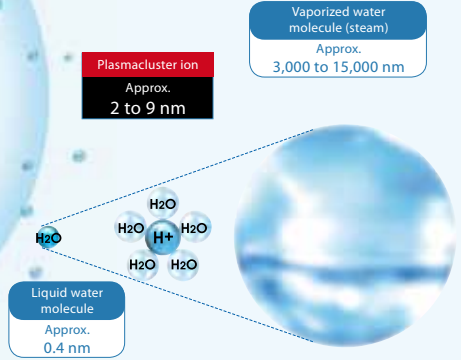 Vaporized water
molecule (steam)
Approx.
3,000 to 15,000 nm
Plasmacluster ion
Approx.
2 to 9 nm
H2O
H2O
H2O
H2O
H+
H2O
H2O
Liquid water
molecule
Approx.
0.4 nm